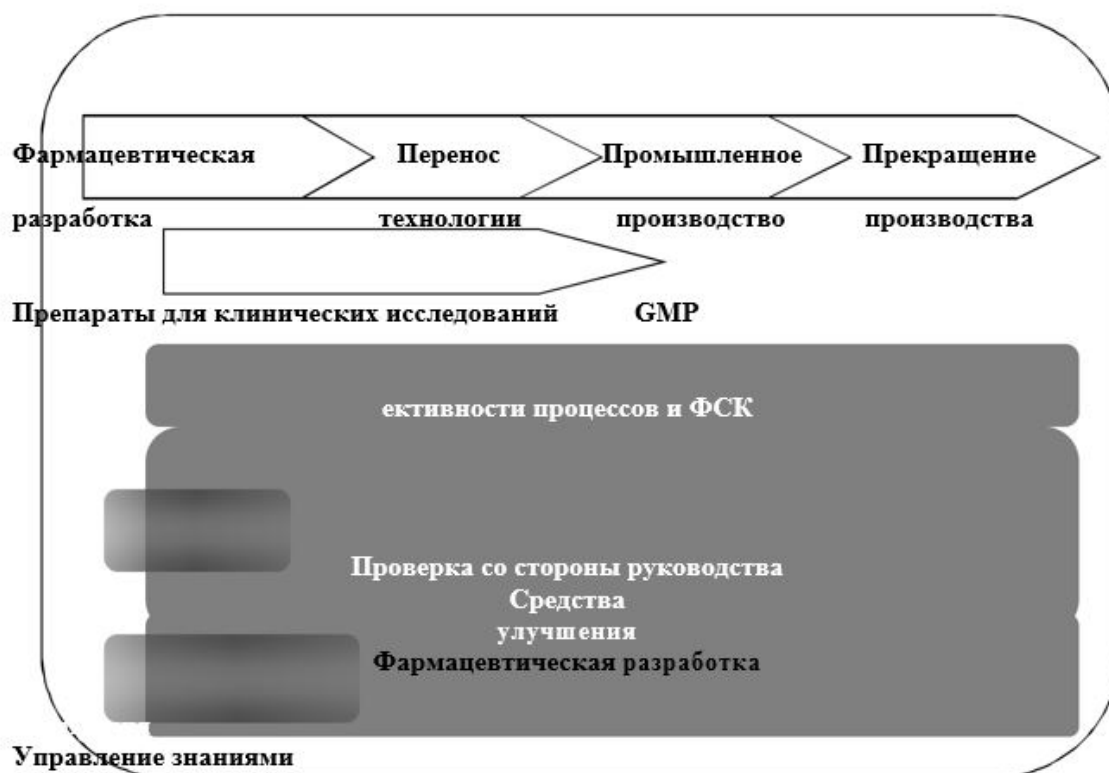 Фармацевтическая Перенос Промышленное Прекращение
разработка технологии производство производства
Препараты для клинических исследований GMP
ективности процессов и ФСК
Проверка со стороны руководства
Средства
улучшения
Фармацевтическая разработка
Управление знаниями